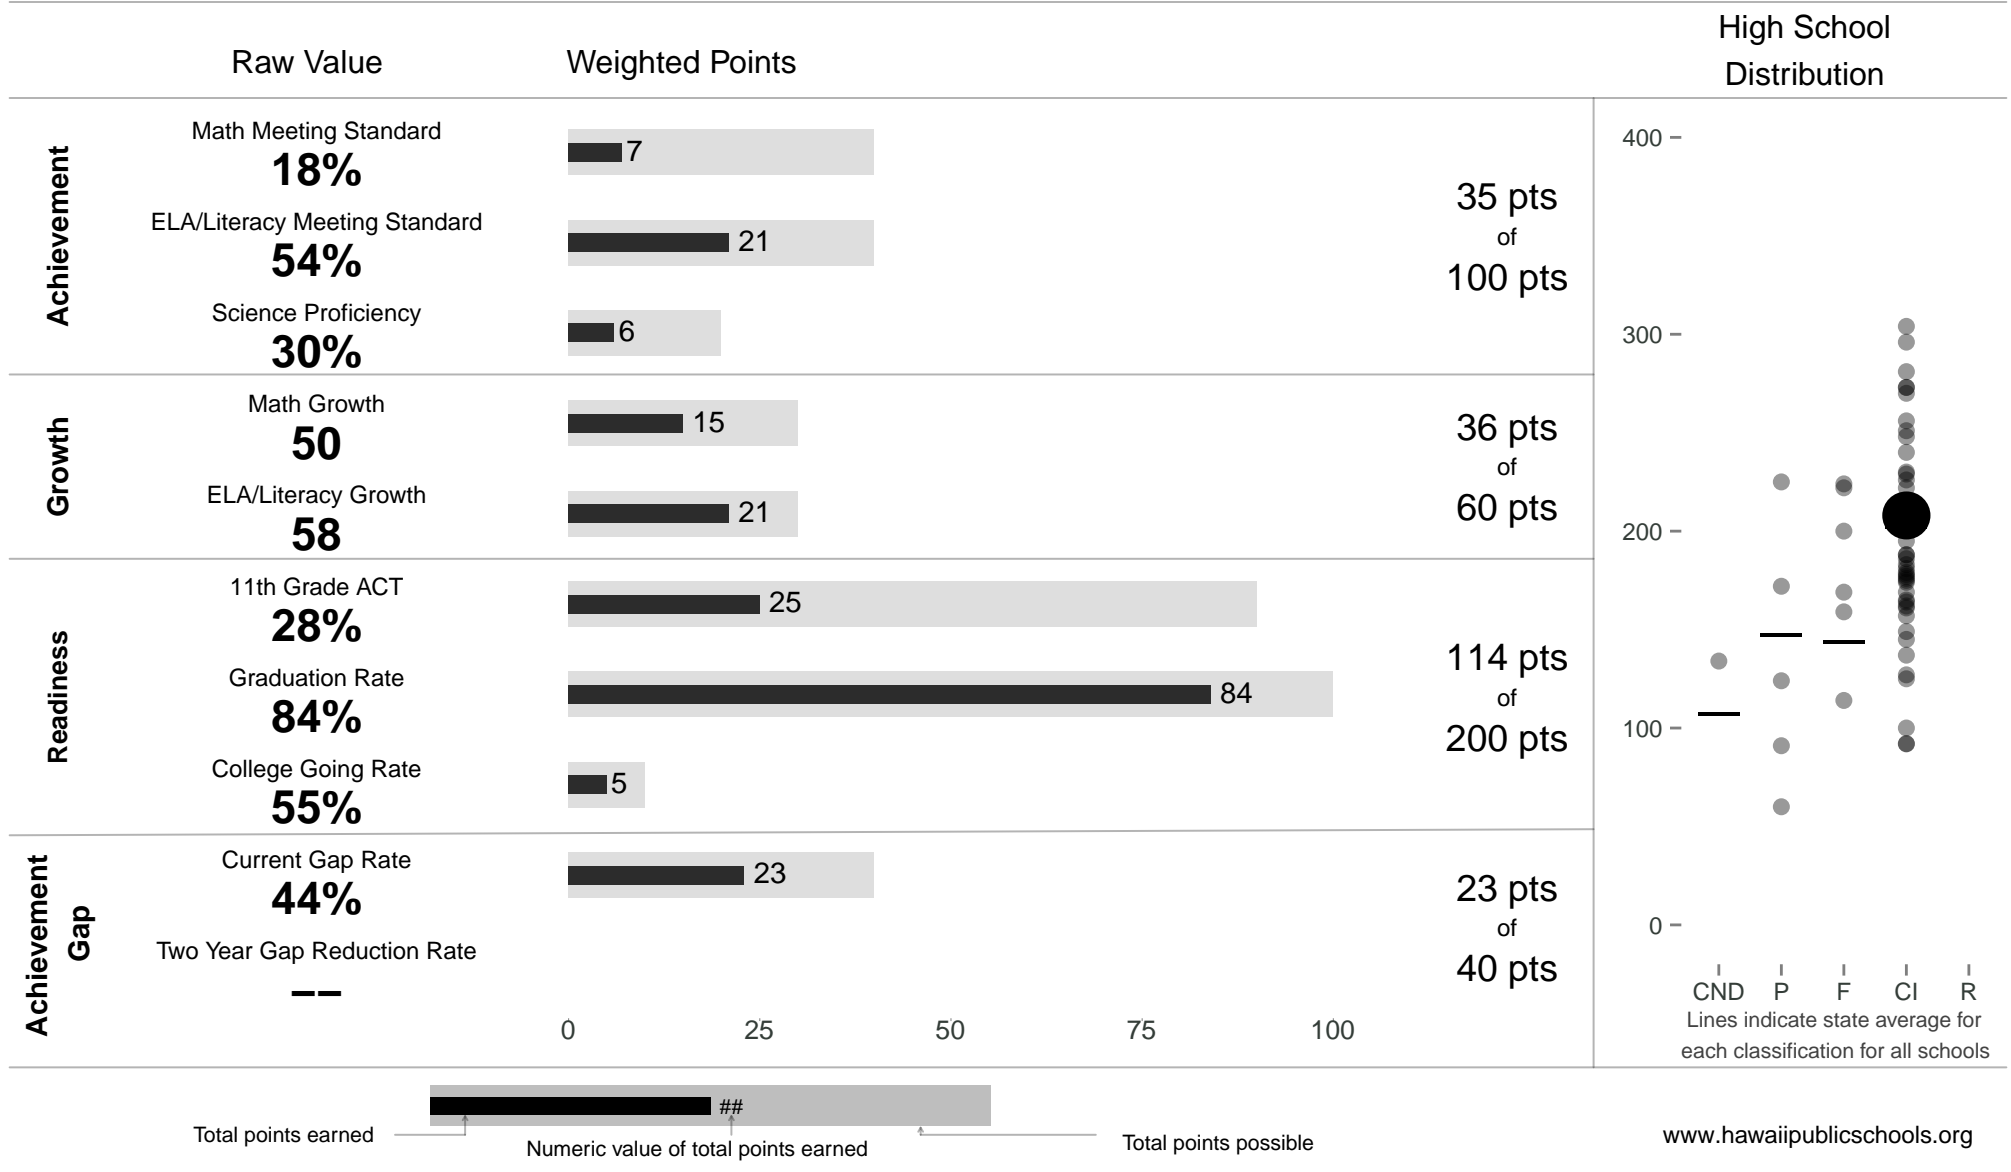 Raw Value
Weighted Points
High School
Distribution
Achievement
Math Meeting Standard
18%
7
ELA/Literacy Meeting Standard
54%
21
Science Proficiency
30%
6
35 pts
of
100 pts
Growth
Math Growth
50
15
ELA/Literacy Growth
58
21
36 pts
of
60 pts
Readiness
11th Grade ACT
28%
25
Graduation Rate
84%
84
College Going Rate
55%
5
114 pts
of
200 pts
Achievement
Gap
Current Gap Rate
44%
23
Two Year Gap Reduction Rate
––
23 pts
of
40 pts
0 25 50 75 100
400
300
200
100
0
CND P F CI R
Lines indicate state average for
each classification for all schools
##
Total points earned
Numeric value of total points earned
Total points possible
www.hawaiipublicschools.org